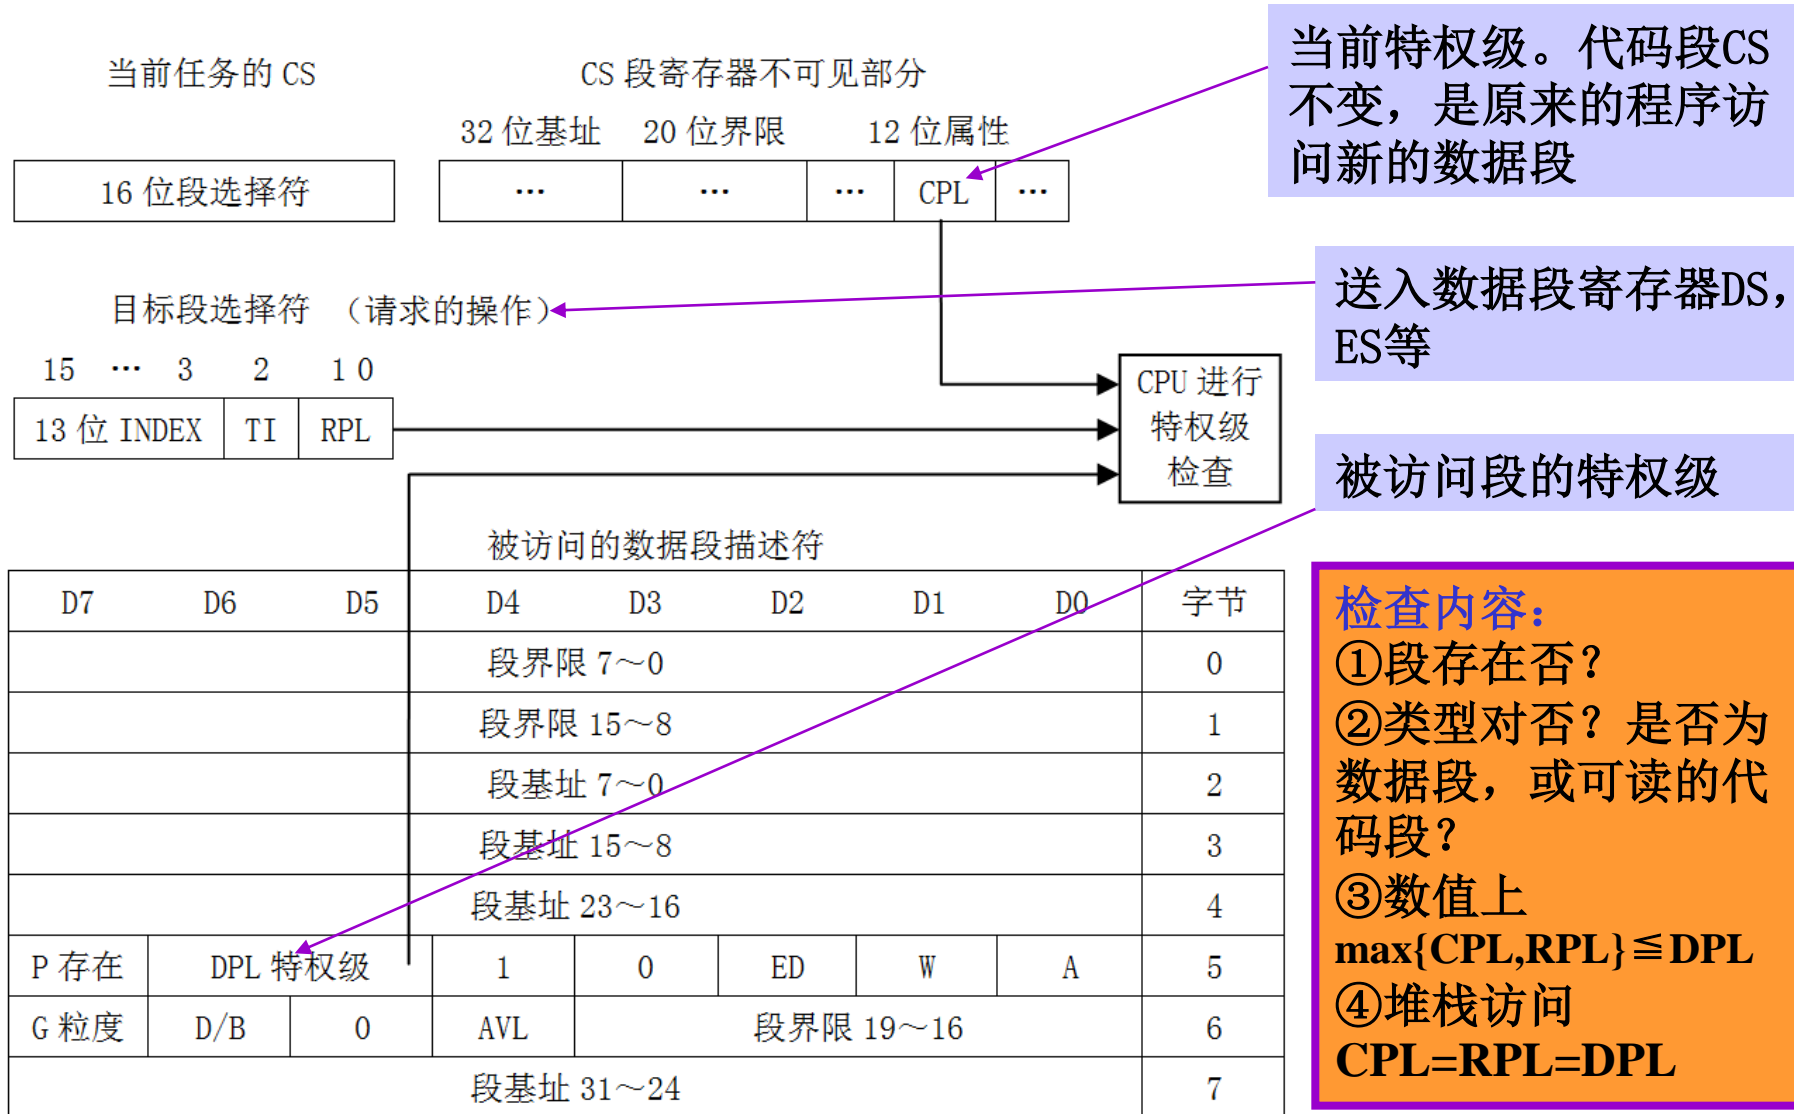 当前任务的 CS
CS 段寄存器不可见部分
32 位基址 20 位界限 12 位属性
16 位段选择符
… … … CPL …
当前特权级。代码段CS
不变，是原来的程序访
问新的数据段
目标段选择符 （请求的操作）
送入数据段寄存器DS，
ES等
15 … 3 2 1 0
13 位 INDEX TI RPL
CPU 进行
特权级
检查
被访问段的特权级
被访问的数据段描述符
D7 D6 D5 D4 D3 D2 D1 D0 字节
段界限 7～0 0
段界限 15～8 1
段基址 7～0 2
段基址 15～8 3
段基址 23～16 4
P 存在 DPL 特权级 1 0 ED W A 5
G 粒度 D/B 0 AVL 段界限 19～16 6
段基址 31～24 7
检查内容：
①段存在否？
②类型对否？是否为
数据段，或可读的代
码段？
③数值上
max{CPL,RPL}≦DPL
④堆栈访问
CPL=RPL=DPL